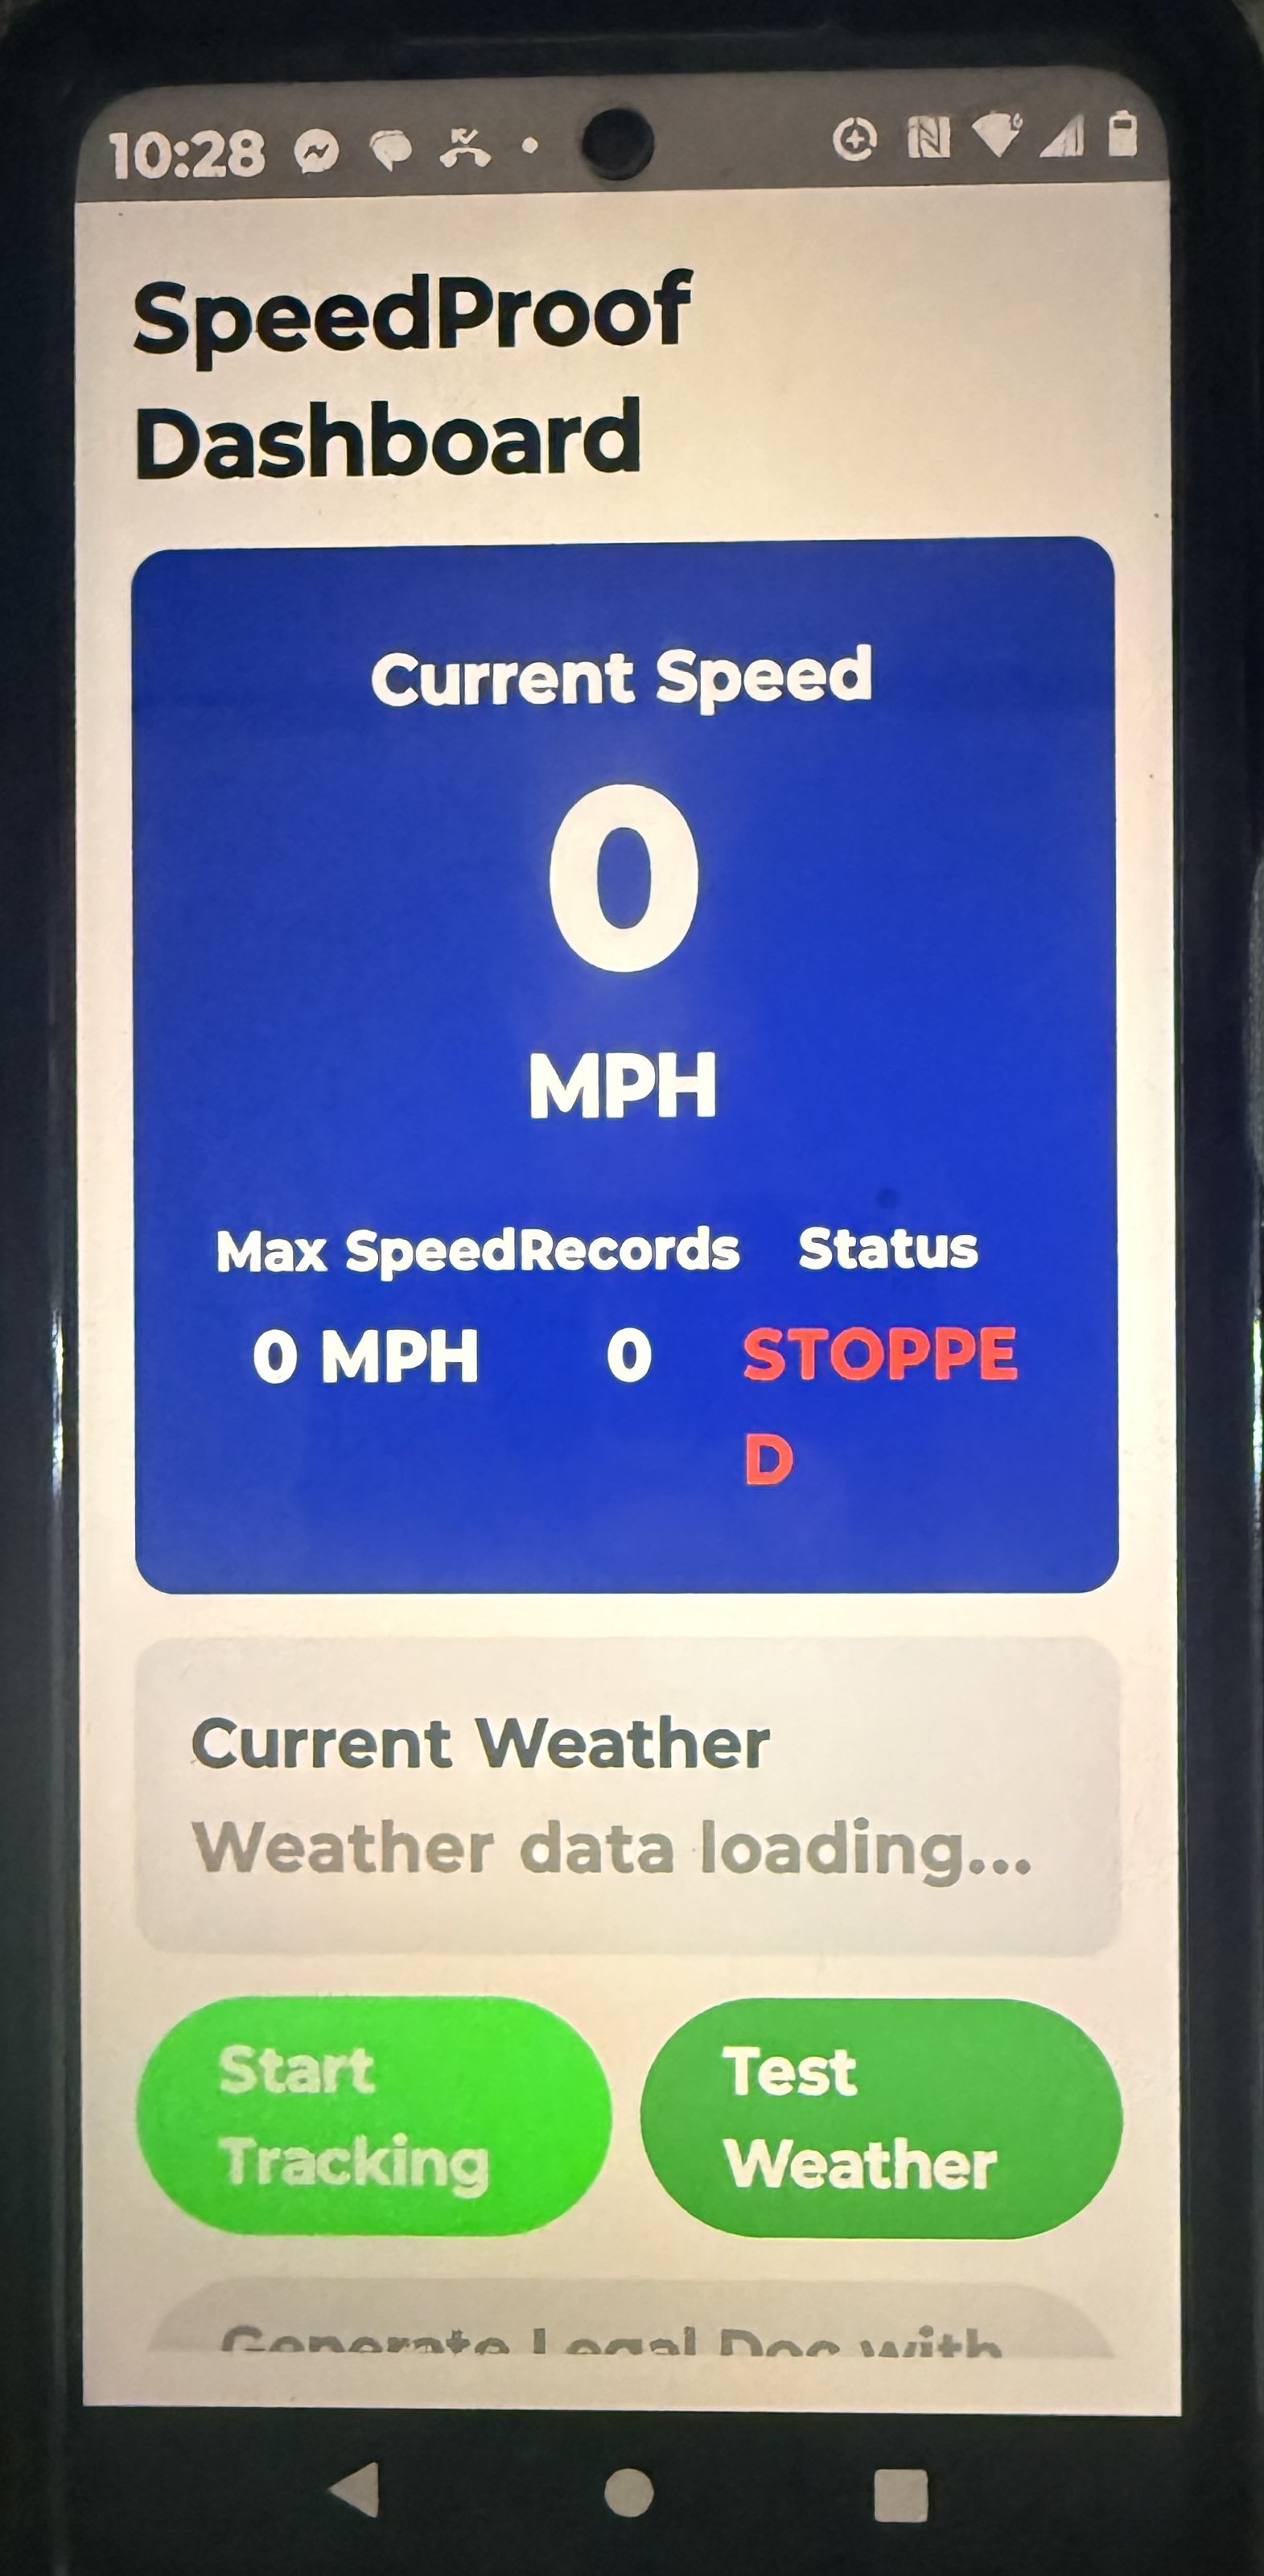 10:28
SpeedProof
Dashboard
Current Speed
0
MPH
Max Speed Records Status
0 MPH 0 STOPPE
D
Current Weather
Weather data loading...
Start
Tracking
Test
Weather
Generate Legal Doc with